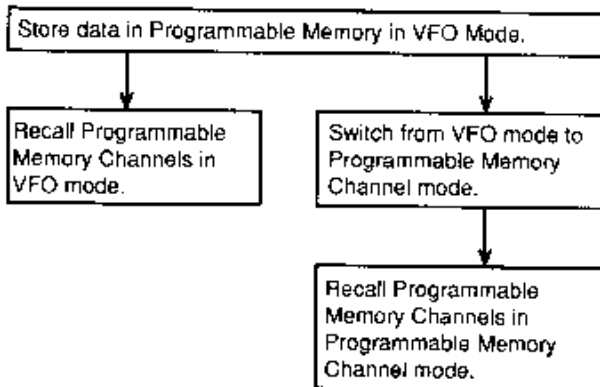 Store data in Programmable Memory in VFO Mode.
Recall Programmable
Memory Channels in
VFO mode.
Switch from VFO mode to
Programmable Memory
Channel mode.
Recall Programmable
Memory Channels in
Programmable Memory
Channel mode.